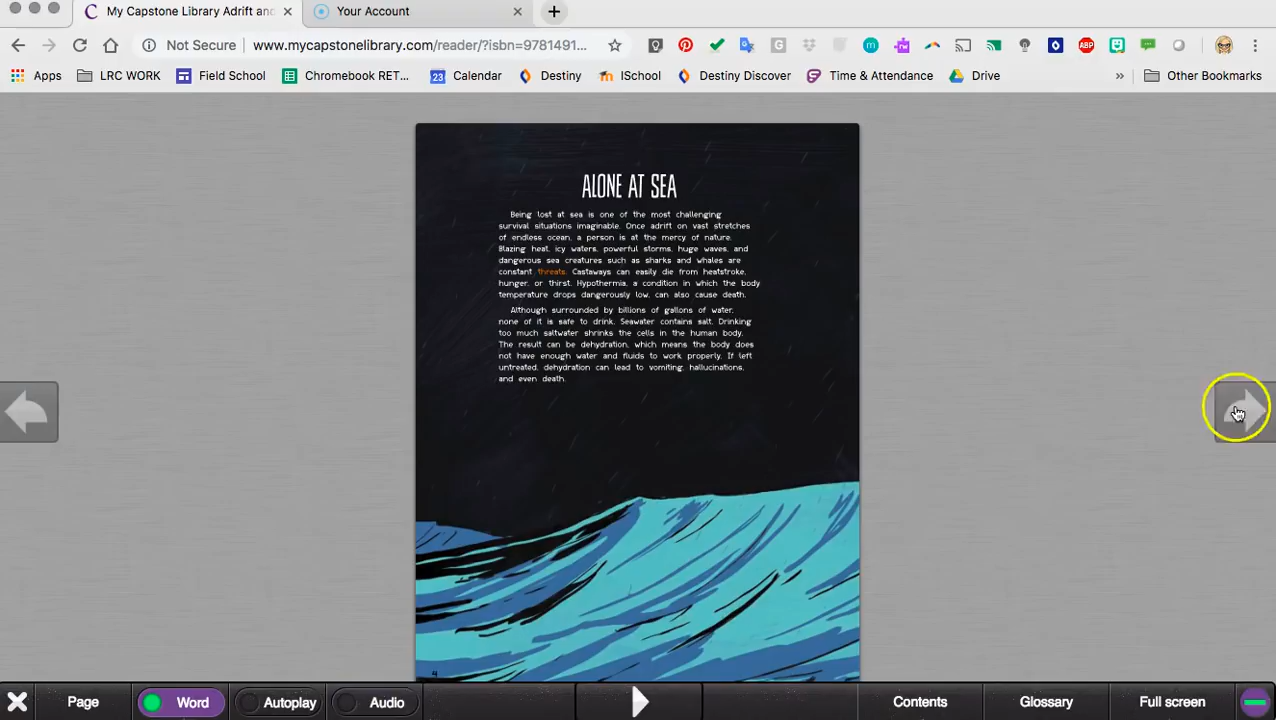 My Capstone Library Adrift and
Your Account
Not Secure
www.mycapstonelibrary.com/reader/?isbn=9781491...
ABP
Apps
LRC WORK
Field School
Chromebook RET...
23
Calendar
Destiny
ISchool
Destiny Discover
Time & Attendance
Drive
»
Other Bookmarks
ALONE AT SEA
Being lost at sea is one of the most challenging
survival situations imaginable. Once adrift on vast stretches
of endless ocean, a person is at the mercy of nature.
Blazing heat, icy waters, powerful storms, huge waves, and
dangerous sea creatures such as sharks and whales are
constant threats. Castaways can easily die from heatstroke,
hunger, or thirst. Hypothermia, a condition in which the body
temperature drops dangerously low, can also cause death.
Although surrounded by billions of gallons of water,
none of it is safe to drink. Seawater contains salt. Drinking
too much saltwater shrinks the cells in the human body.
The result can be dehydration, which means the body does
not have enough water and fluids to work properly. If left
untreated, dehydration can lead to vomiting, hallucinations,
and even death.
4
Page
Word
Autoplay
Audio
Contents
Glossary
Full screen